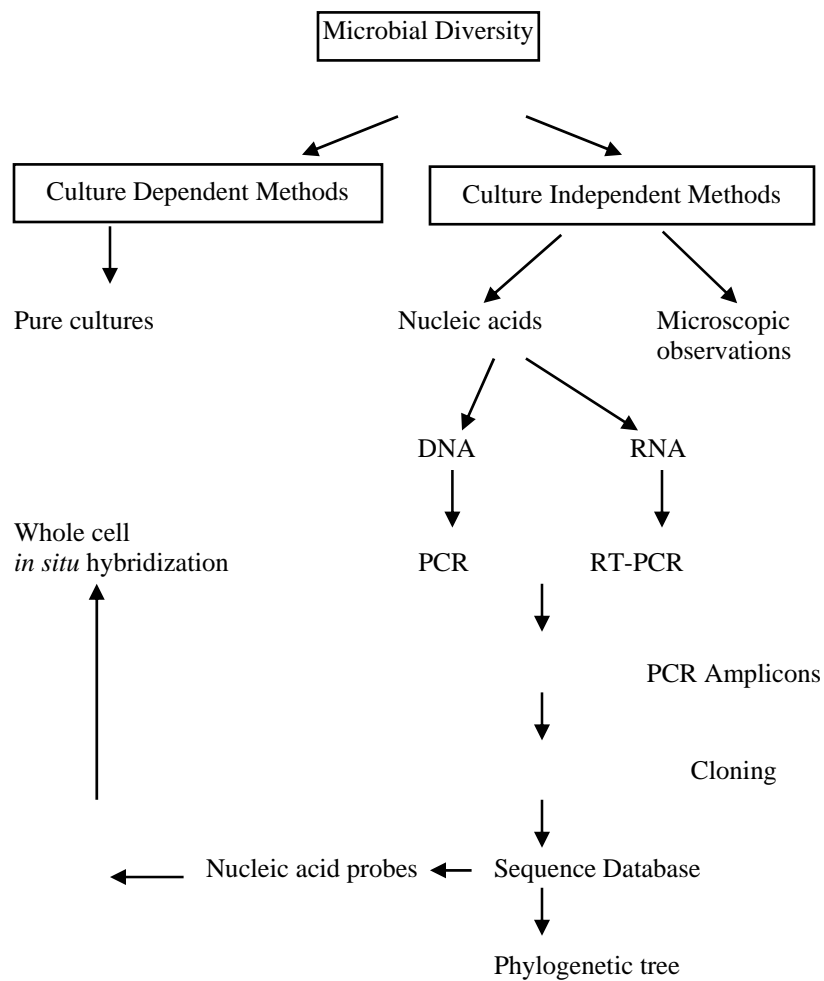 Microbial Diversity
Culture Dependent Methods
Culture Independent Methods
Pure cultures
Nucleic acids
Microscopic
observations
DNA
RNA
Whole cell
in situ hybridization
PCR
RT-PCR
PCR Amplicons
Cloning
Nucleic acid probes
Sequence Database
Phylogenetic tree